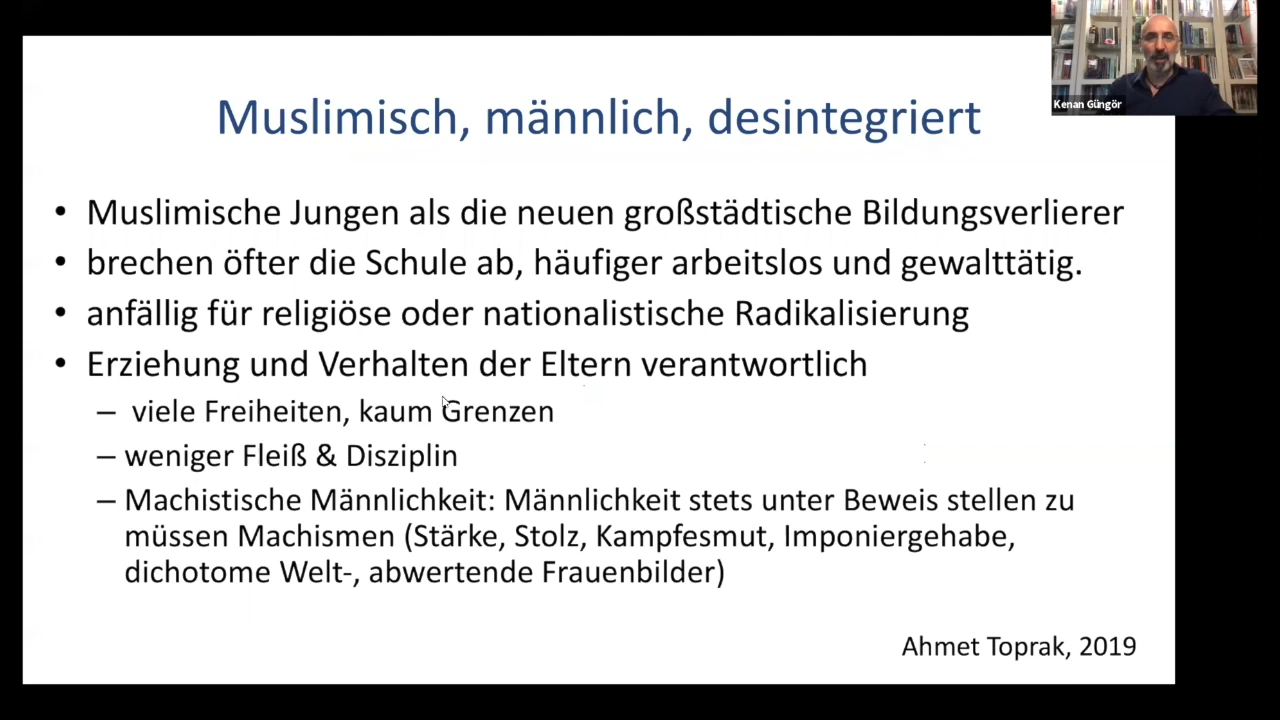 Kenan Güngör
Muslimisch, männlich, desintegriert
• Muslimische Jungen als die neuen großstädtische Bildungsverlierer
• brechen öfter die Schule ab, häufiger arbeitslos und gewalttätig.
• anfällig für religiöse oder nationalistische Radikalisierung
• Erziehung und Verhalten der Eltern verantwortlich
– viele Freiheiten, kaum Grenzen
– weniger Fleiß & Disziplin
– Machistische Männlichkeit: Männlichkeit stets unter Beweis stellen zu
müssen Machismen (Stärke, Stolz, Kampfesmut, Imponiergehabe,
dichotome Welt-, abwertende Frauenbilder)
Ahmet Toprak, 2019